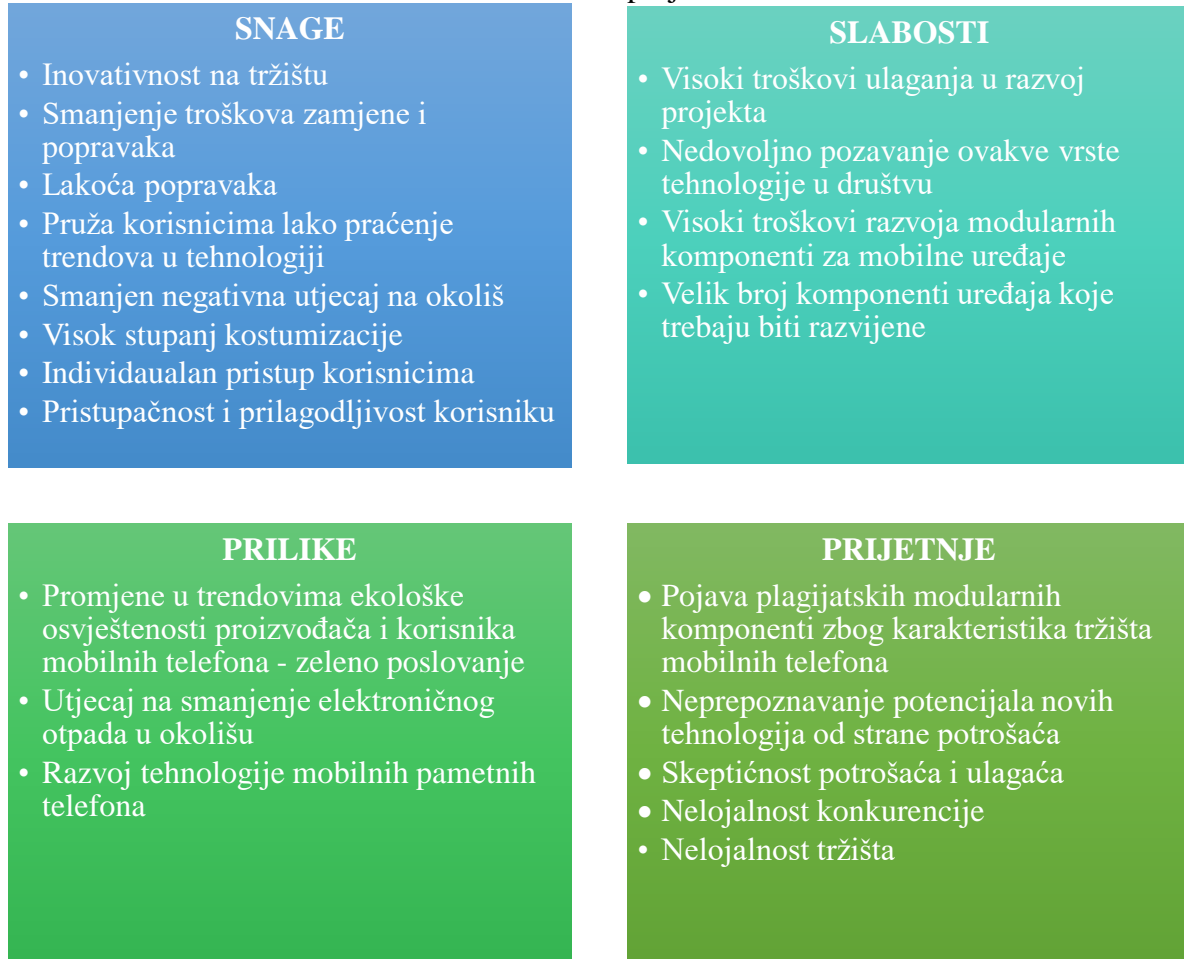 SNAGE
• Inovativnost na tržištu
• Smanjenje troškova zamjene i
popravaka
• Lakoća popravaka
• Pruža korisnicima lako praćenje
trendova u tehnologiji
• Smanjen negativna utjecaj na okoliš
• Visok stupanj kostumizacije
• Individaualan pristup korisnicima
• Pristupačnost i prilagodljivost korisniku
SLABOSTI
• Visoki troškovi ulaganja u razvoj
projekta
• Nedovoljno pozavanje ovakve vrste
tehnologije u društvu
• Visoki troškovi razvoja modularnih
komponenti za mobilne uređaje
• Velik broj komponenti uređaja koje
trebaju biti razvijene
PRILIKE
• Promjene u trendovima ekološke
osvještenosti proizvođača i korisnika
mobilnih telefona - zeleno poslovanje
• Utjecaj na smanjenje elektroničnog
otpada u okolišu
• Razvoj tehnologije mobilnih pametnih
telefona
PRIJETNJE
• Pojava plagijatskih modularnih
komponenti zbog karakteristika tržišta
mobilnih telefona
• Neprepoznavanje potencijala novih
tehnologija od strane potrošaća
• Skeptićnost potrošaća i ulagaća
• Nelojalnost konkurencije
• Nelojalnost tržišta